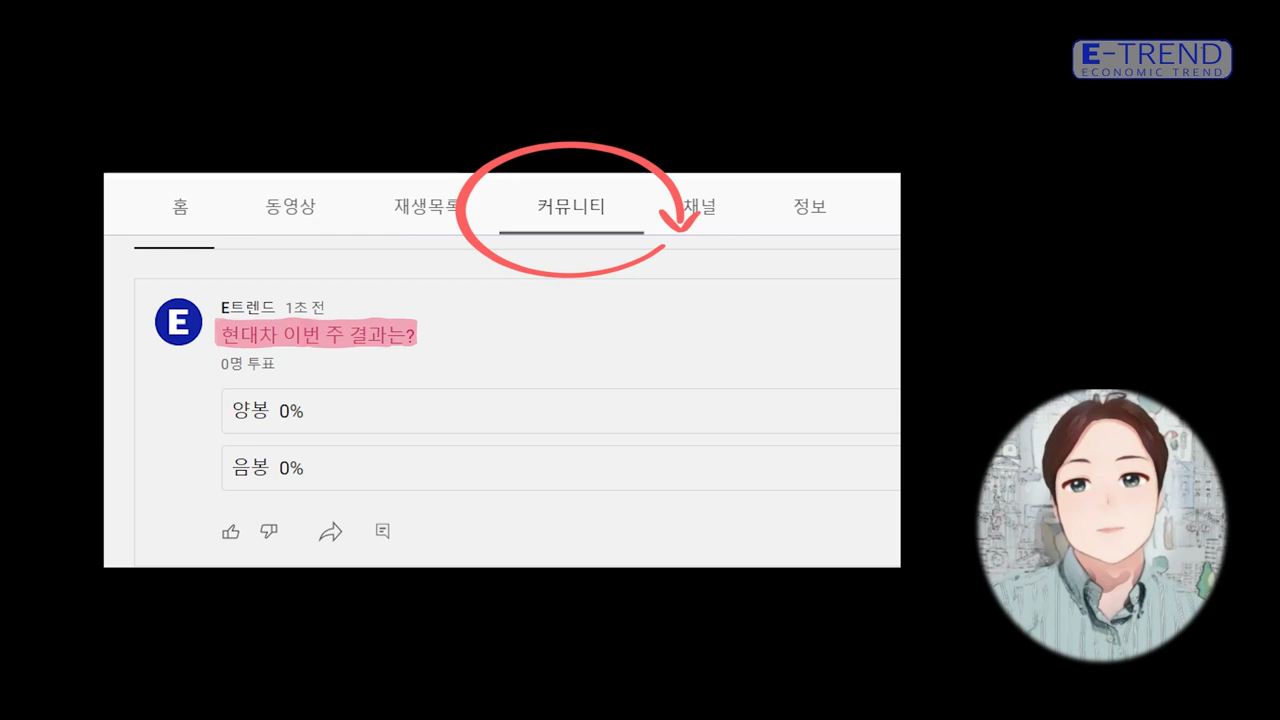 E-TREND
ECONOMIC TREND
홈 동영상 재생목록 커뮤니티 채널 정보
E
E트렌드 1초 전
현대차 이번 주 결과는?
0명 투표
양봉 0%
음봉 0%